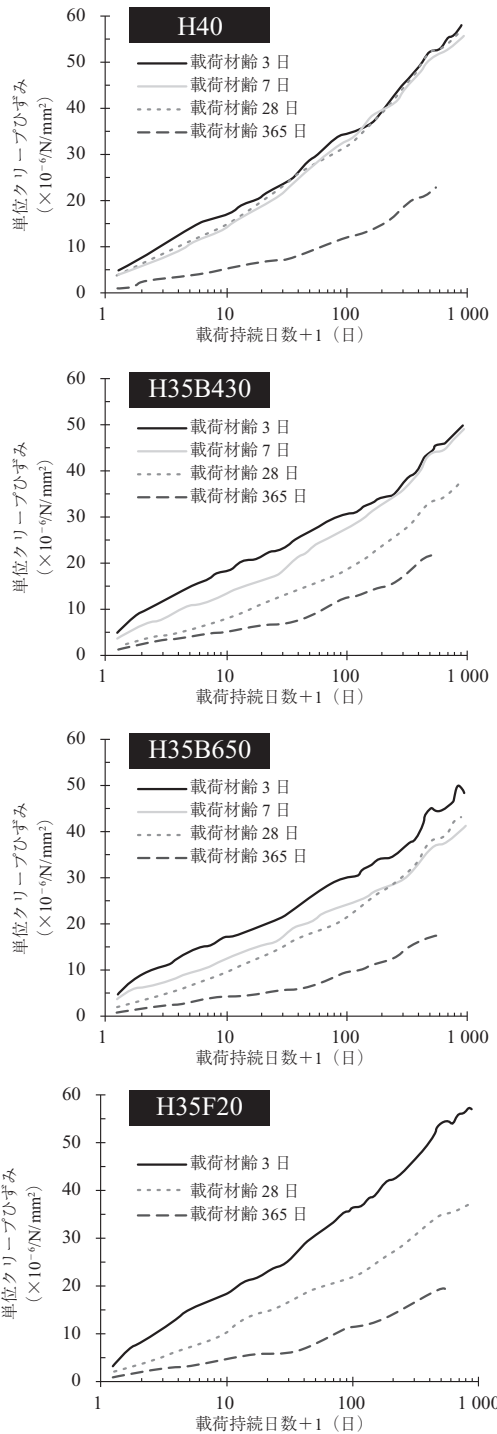 H40
載荷材齢 3 日
載荷材齢 7 日
載荷材齢 28 日
載荷材齢 365 日
単位クリープひずみ
(×10⁻⁶/N/mm²)
60
50
40
30
20
10
0
1 10 100 1 000
載荷持続日数＋1（日）
H35B430
載荷材齢 3 日
載荷材齢 7 日
載荷材齢 28 日
載荷材齢 365 日
単位クリープひずみ
(×10⁻⁶/N/mm²)
60
50
40
30
20
10
0
1 10 100 1 000
載荷持続日数＋1（日）
H35B650
載荷材齢 3 日
載荷材齢 7 日
載荷材齢 28 日
載荷材齢 365 日
単位クリープひずみ
(×10⁻⁶/N/mm²)
60
50
40
30
20
10
0
1 10 100 1 000
載荷持続日数＋1（日）
H35F20
載荷材齢 3 日
載荷材齢 28 日
載荷材齢 365 日
単位クリープひずみ
(×10⁻⁶/N/mm²)
60
50
40
30
20
10
0
1 10 100 1 000
載荷持続日数＋1（日）